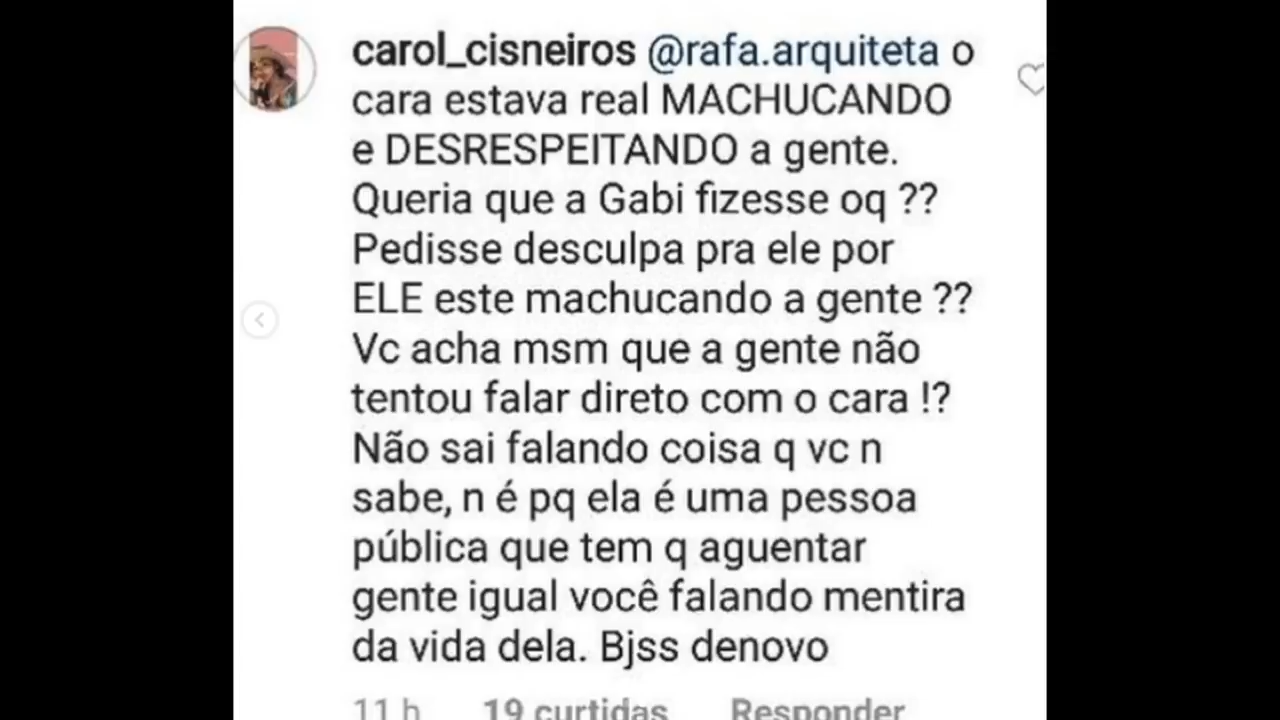 carol_cisneiros @rafa.arquiteta o
cara estava real MACHUCANDO
e DESRESPEITANDO a gente.
Queria que a Gabi fizesse oq ??
Pedisse desculpa pra ele por
ELE este machucando a gente ??
Vc acha msm que a gente não
tentou falar direto com o cara !?
Não sai falando coisa q vc n
sabe, n é pq ela é uma pessoa
pública que tem q aguentar
gente igual você falando mentira
da vida dela. Bjss denovo
11 h 19 curtidas Responder